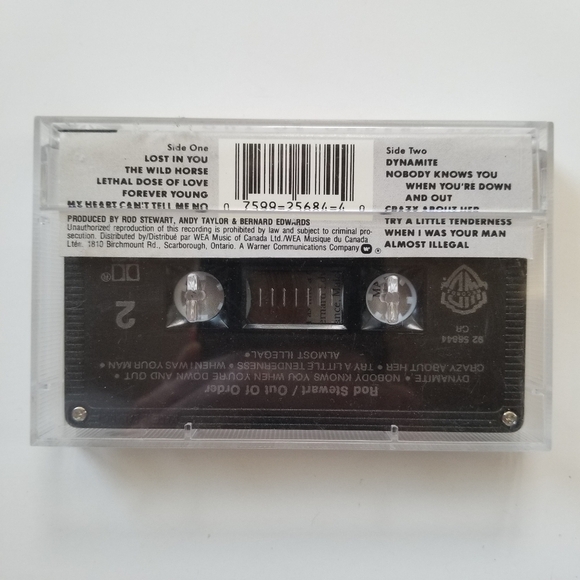 Side One
LOST IN YOU
THE WILD HORSE
LETHAL DOSE OF LOVE
FOREVER YOUNG
MY HEART CAN'T TELL ME NO
0 7599-25684-4 0
Side Two
DYNAMITE
NOBODY KNOWS YOU
WHEN YOU'RE DOWN
AND OUT
CRAZY ABOUT HER
TRY A LITTLE TENDERNESS
WHEN I WAS YOUR MAN
ALMOST ILLEGAL
PRODUCED BY ROD STEWART, ANDY TAYLOR & BERNARD EDWARDS
Unauthorized reproduction of this recording is prohibited by law and subject to criminal pro-
secution. Distributed by/Distribué par WEA Music of Canada Ltd./WEA Musique du Canada
Ltée. 1810 Birchmount Rd., Scarborough, Ontario. A Warner Communications Company
Rod Stewart / Out Of Order
DYNAMITE • NOBODY KNOWS YOU WHEN YOU'RE DOWN AND OUT •
CRAZY ABOUT HER • TRY A LITTLE TENDERNESS • WHEN I WAS YOUR MAN •
ALMOST ILLEGAL •
92 56844
CR
2